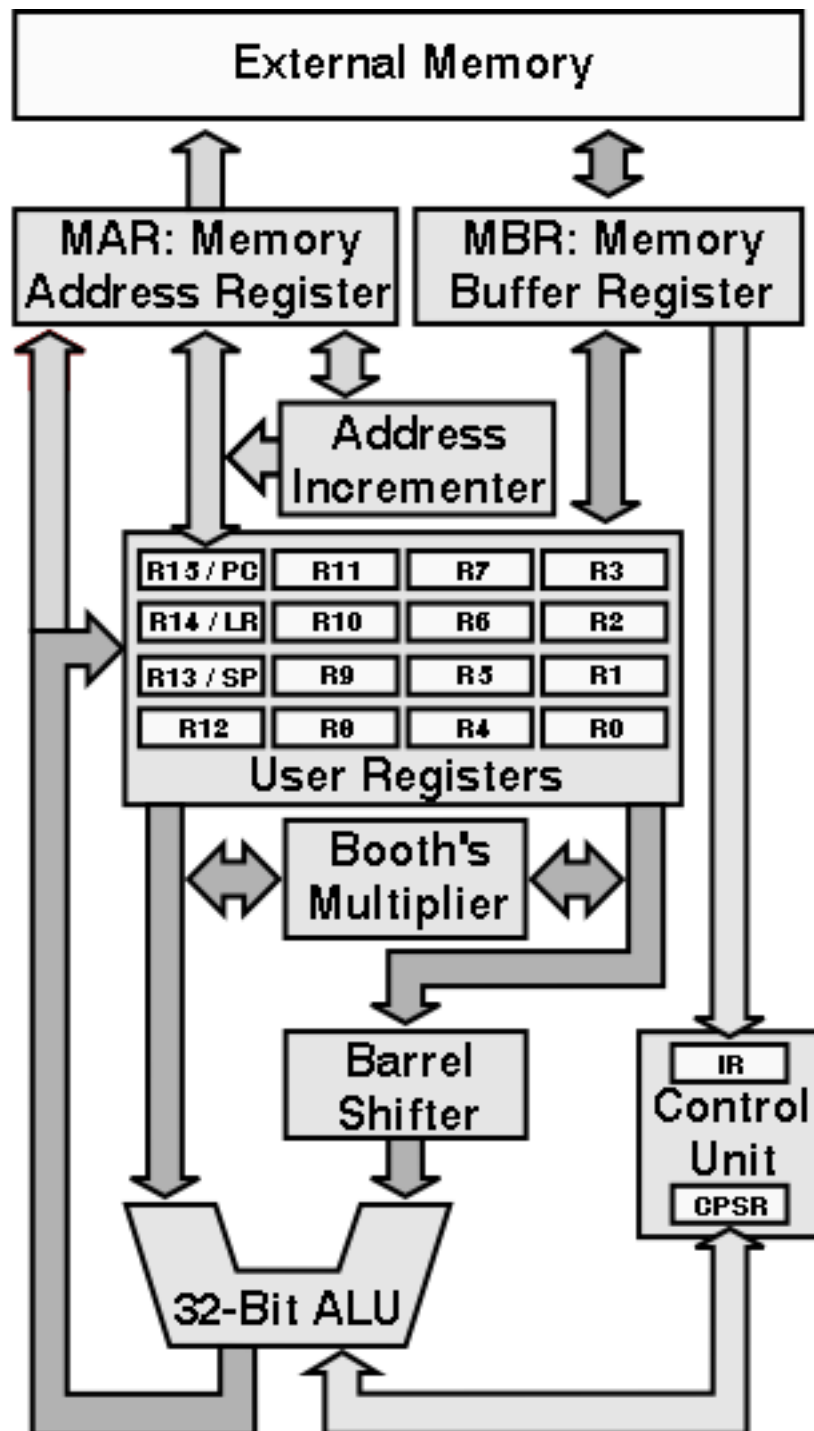 External Memory
MAR: Memory
Address Register
MBR: Memory
Buffer Register
Address
Incrementer
R15 / PC R11 R7 R3
R14 / LR R10 R6 R2
R13 / SP R9 R5 R1
R12 R8 R4 R0
User Registers
Booth's
Multiplier
Barrel
Shifter
IR
Control
Unit
CPSR
32-Bit ALU